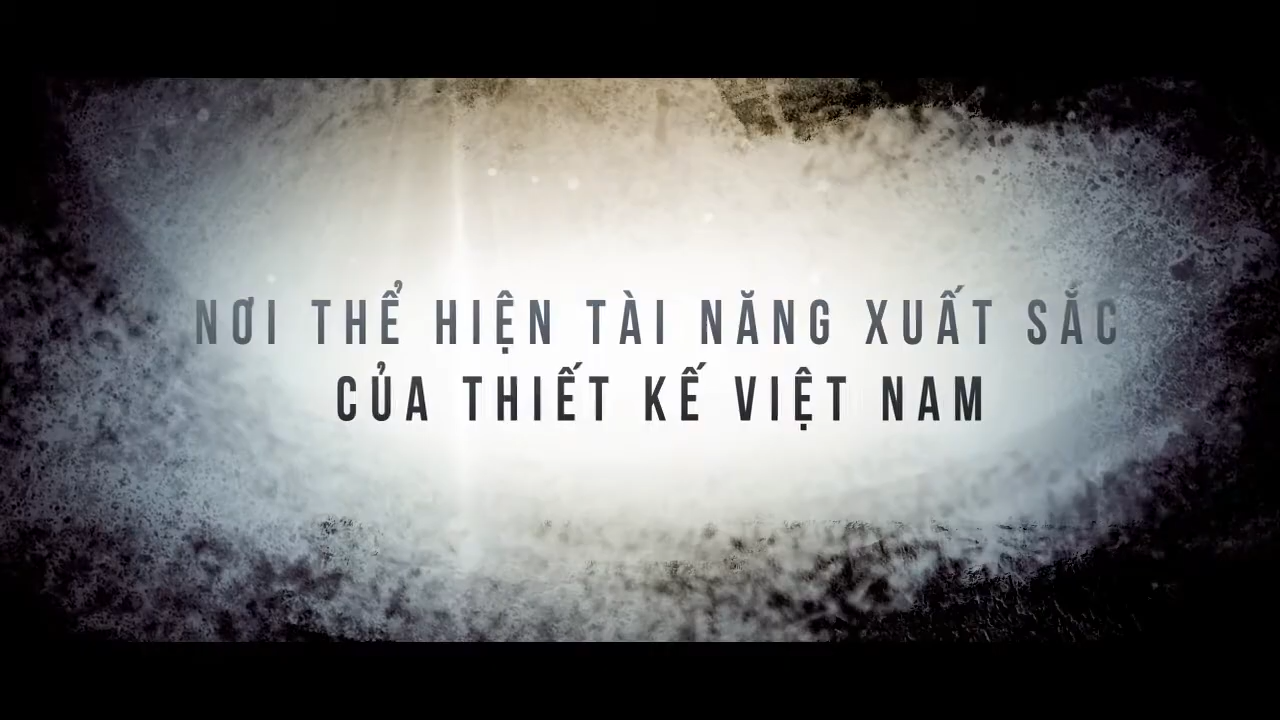 NƠI THỂ HIỆN TÀI NĂNG XUẤT SẮC
CỦA THIẾT KẾ VIỆT NAM